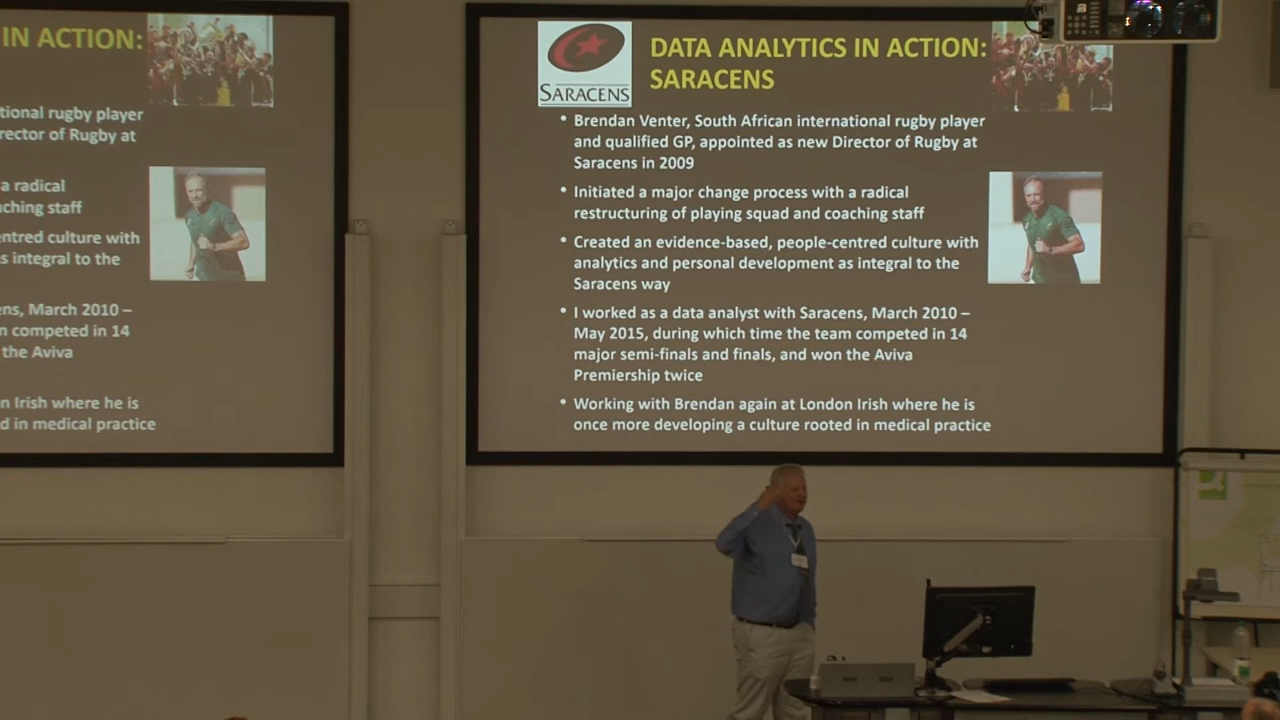 IN ACTION:
tional rugby player
rector of Rugby at
a radical
ching staff
entred culture with
s integral to the
ens, March 2010 –
n competed in 14
the Aviva
n Irish where he is
d in medical practice
SARACENS
DATA ANALYTICS IN ACTION:
SARACENS
• Brendan Venter, South African international rugby player
and qualified GP, appointed as new Director of Rugby at
Saracens in 2009
• Initiated a major change process with a radical
restructuring of playing squad and coaching staff
• Created an evidence-based, people-centred culture with
analytics and personal development as integral to the
Saracens way
• I worked as a data analyst with Saracens, March 2010 –
May 2015, during which time the team competed in 14
major semi-finals and finals, and won the Aviva
Premiership twice
• Working with Brendan again at London Irish where he is
once more developing a culture rooted in medical practice